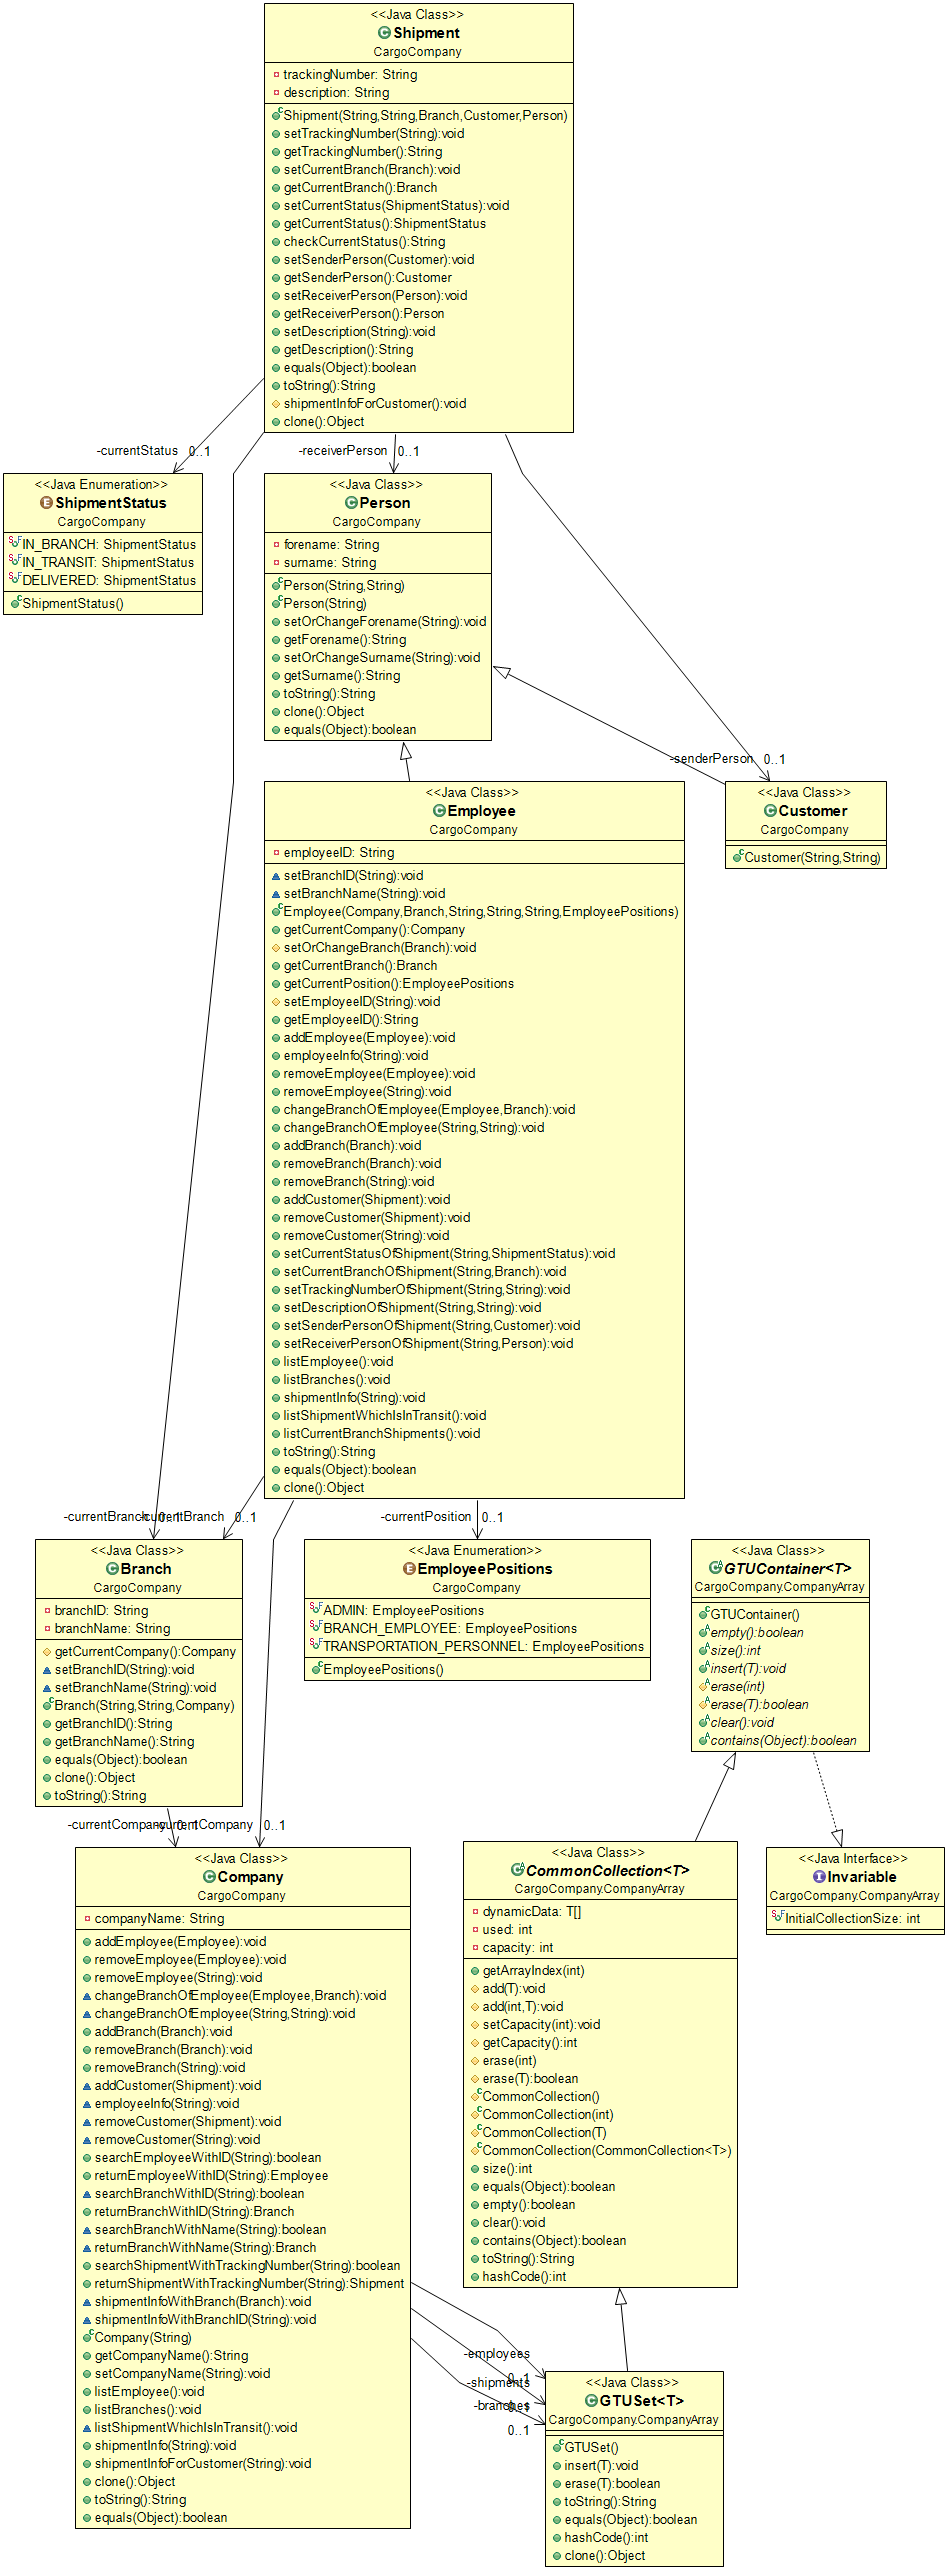 <<Java Class>>
Shipment
CargoCompany
trackingNumber: String
description: String
Shipment(String,String,Branch,Customer,Person)
setTrackingNumber(String):void
getTrackingNumber():String
setCurrentBranch(Branch):void
getCurrentBranch():Branch
setCurrentStatus(ShipmentStatus):void
getCurrentStatus():ShipmentStatus
checkCurrentStatus():String
setSenderPerson(Customer):void
getSenderPerson():Customer
setReceiverPerson(Person):void
getReceiverPerson():Person
setDescription(String):void
getDescription():String
equals(Object):boolean
toString():String
shipmentInfoForCustomer():void
clone():Object
-currentStatus 0..1
-receiverPerson 0..1
<<Java Enumeration>>
ShipmentStatus
CargoCompany
IN_BRANCH: ShipmentStatus
IN_TRANSIT: ShipmentStatus
DELIVERED: ShipmentStatus
ShipmentStatus()
<<Java Class>>
Person
CargoCompany
forename: String
surname: String
Person(String,String)
Person(String)
setOrChangeForename(String):void
getForename():String
setOrChangeSurname(String):void
getSurname():String
toString():String
clone():Object
equals(Object):boolean
-senderPerson 0..1
<<Java Class>>
Employee
CargoCompany
employeeID: String
setBranchID(String):void
setBranchName(String):void
Employee(Company,Branch,String,String,String,EmployeePositions)
getCurrentCompany():Company
setOrChangeBranch(Branch):void
getCurrentBranch():Branch
getCurrentPosition():EmployeePositions
setEmployeeID(String):void
getEmployeeID():String
addEmployee(Employee):void
employeeInfo(String):void
removeEmployee(Employee):void
removeEmployee(String):void
changeBranchOfEmployee(Employee,Branch):void
changeBranchOfEmployee(String,String):void
addBranch(Branch):void
removeBranch(Branch):void
removeBranch(String):void
addCustomer(Shipment):void
removeCustomer(Shipment):void
removeCustomer(String):void
setCurrentStatusOfShipment(String,ShipmentStatus):void
setCurrentBranchOfShipment(String,Branch):void
setTrackingNumberOfShipment(String,String):void
setDescriptionOfShipment(String,String):void
setSenderPersonOfShipment(String,Customer):void
setReceiverPersonOfShipment(String,Person):void
listEmployee():void
listBranches():void
shipmentInfo(String):void
listShipmentWhichIsInTransit():void
listCurrentBranchShipments():void
toString():String
equals(Object):boolean
clone():Object
<<Java Class>>
Customer
CargoCompany
Customer(String,String)
-currentBranch 0..1
-currentBranch 0..1
-currentPosition 0..1
<<Java Class>>
Branch
CargoCompany
branchID: String
branchName: String
getCurrentCompany():Company
setBranchID(String):void
setBranchName(String):void
Branch(String,String,Company)
getBranchID():String
getBranchName():String
equals(Object):boolean
clone():Object
toString():String
<<Java Enumeration>>
EmployeePositions
CargoCompany
ADMIN: EmployeePositions
BRANCH_EMPLOYEE: EmployeePositions
TRANSPORTATION_PERSONNEL: EmployeePositions
EmployeePositions()
<<Java Class>>
GTUContainer<T>
CargoCompany.CompanyArray
GTUContainer()
empty():boolean
size():int
insert(T):void
erase(int)
erase(T):boolean
clear():void
contains(Object):boolean
-currentCompany 0..1
-currentCompany 0..1
<<Java Class>>
Company
CargoCompany
companyName: String
addEmployee(Employee):void
removeEmployee(Employee):void
removeEmployee(String):void
changeBranchOfEmployee(Employee,Branch):void
changeBranchOfEmployee(String,String):void
addBranch(Branch):void
removeBranch(Branch):void
removeBranch(String):void
addCustomer(Shipment):void
employeeInfo(String):void
removeCustomer(Shipment):void
removeCustomer(String):void
searchEmployeeWithID(String):boolean
returnEmployeeWithID(String):Employee
searchBranchWithID(String):boolean
returnBranchWithID(String):Branch
searchBranchWithName(String):boolean
returnBranchWithName(String):Branch
searchShipmentWithTrackingNumber(String):boolean
returnShipmentWithTrackingNumber(String):Shipment
shipmentInfoWithBranch(Branch):void
shipmentInfoWithBranchID(String):void
Company(String)
getCompanyName():String
setCompanyName(String):void
listEmployee():void
listBranches():void
listShipmentWhichIsInTransit():void
shipmentInfo(String):void
shipmentInfoForCustomer(String):void
clone():Object
toString():String
equals(Object):boolean
<<Java Class>>
CommonCollection<T>
CargoCompany.CompanyArray
dynamicData: T[]
used: int
capacity: int
getArrayIndex(int)
add(T):void
add(int,T):void
setCapacity(int):void
getCapacity():int
erase(int)
erase(T):boolean
CommonCollection()
CommonCollection(int)
CommonCollection(T)
CommonCollection(CommonCollection<T>)
size():int
equals(Object):boolean
empty():boolean
clear():void
contains(Object):boolean
toString():String
hashCode():int
<<Java Interface>>
Invariable
CargoCompany.CompanyArray
InitialCollectionSize: int
-employees
0..1
-shipments
-branches
0..1
0..1
<<Java Class>>
GTUSet<T>
CargoCompany.CompanyArray
GTUSet()
insert(T):void
erase(T):boolean
toString():String
equals(Object):boolean
hashCode():int
clone():Object